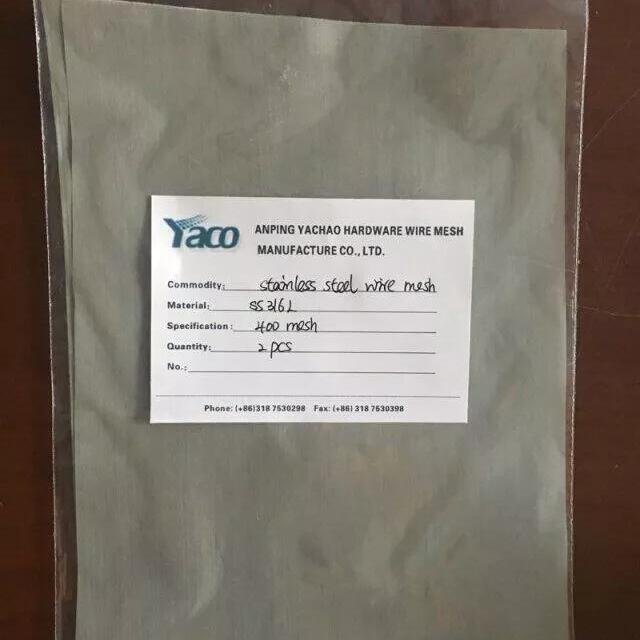 Yaco
ANPING YACHAO HARDWARE WIRE MESH
MANUFACTURE CO., LTD.
Commodity: stainless steel wire mesh
Material: SS316L
Specification: 400 mesh
Quantity: 2 pcs
No.:
Phone: (+86)318 7530298 Fax: (+86) 318 7530398